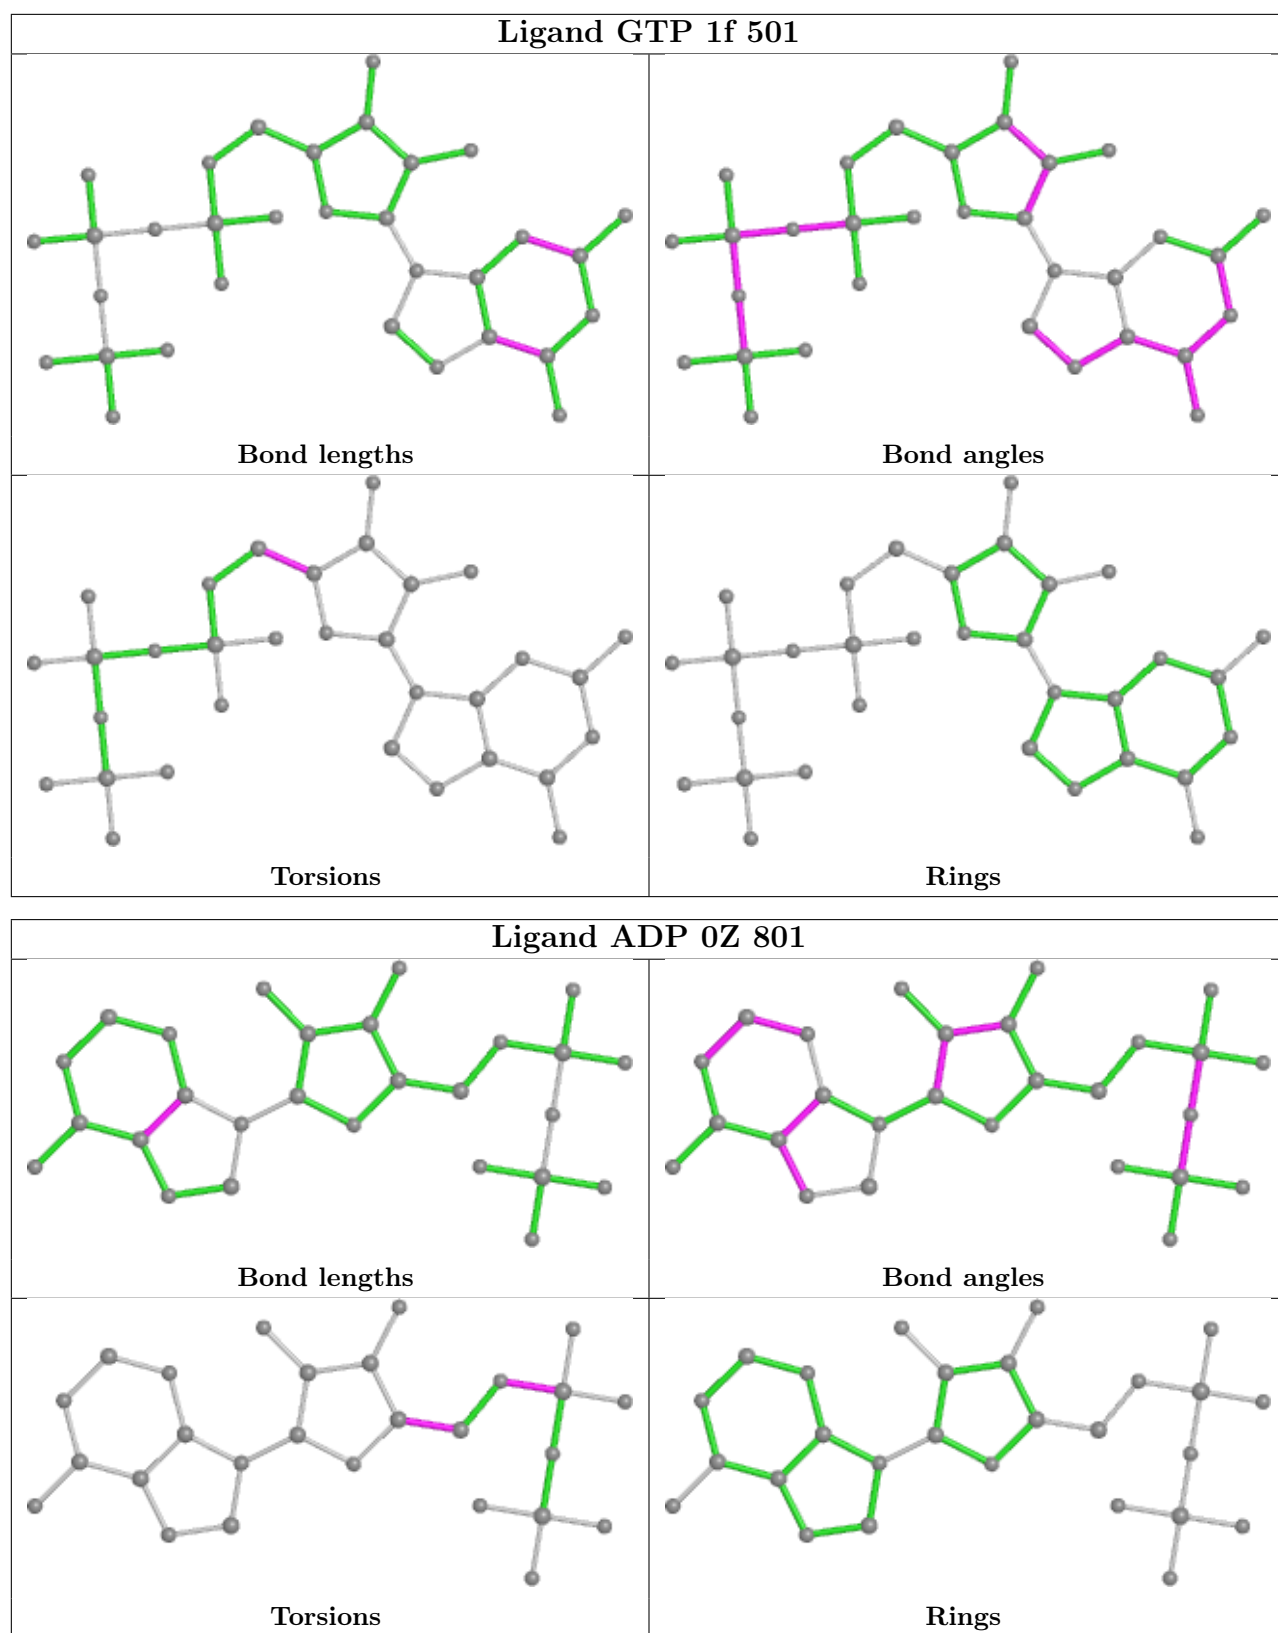 Ligand GTP 1f 501
Bond lengths
Bond angles
Torsions
Rings
Ligand ADP 0Z 801
Bond lengths
Bond angles
Torsions
Rings